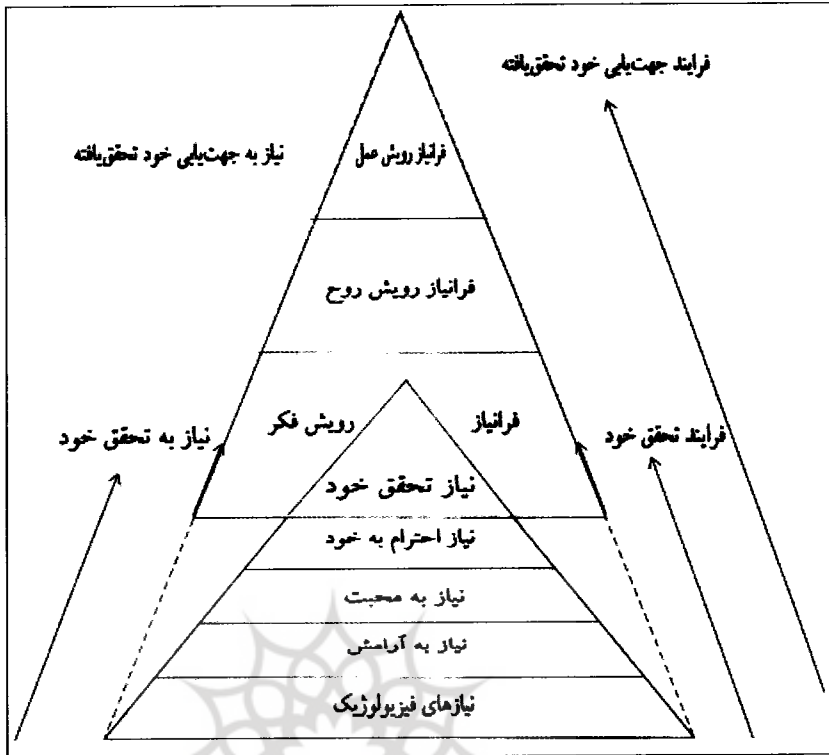 فرایند جهت‌یابی خود تحقق‌یافته
نیاز به جهت‌یابی خود تحقق‌یافته
فرانیاز رویش عمل
فرانیاز رویش روح
فرانیاز
رویش فکر
فرایند تحقق خود
نیاز به تحقق خود
نیاز تحقق خود
نیاز احترام به خود
نیاز به محبت
نیاز به آرامش
نیازهای فیزیولوژیک